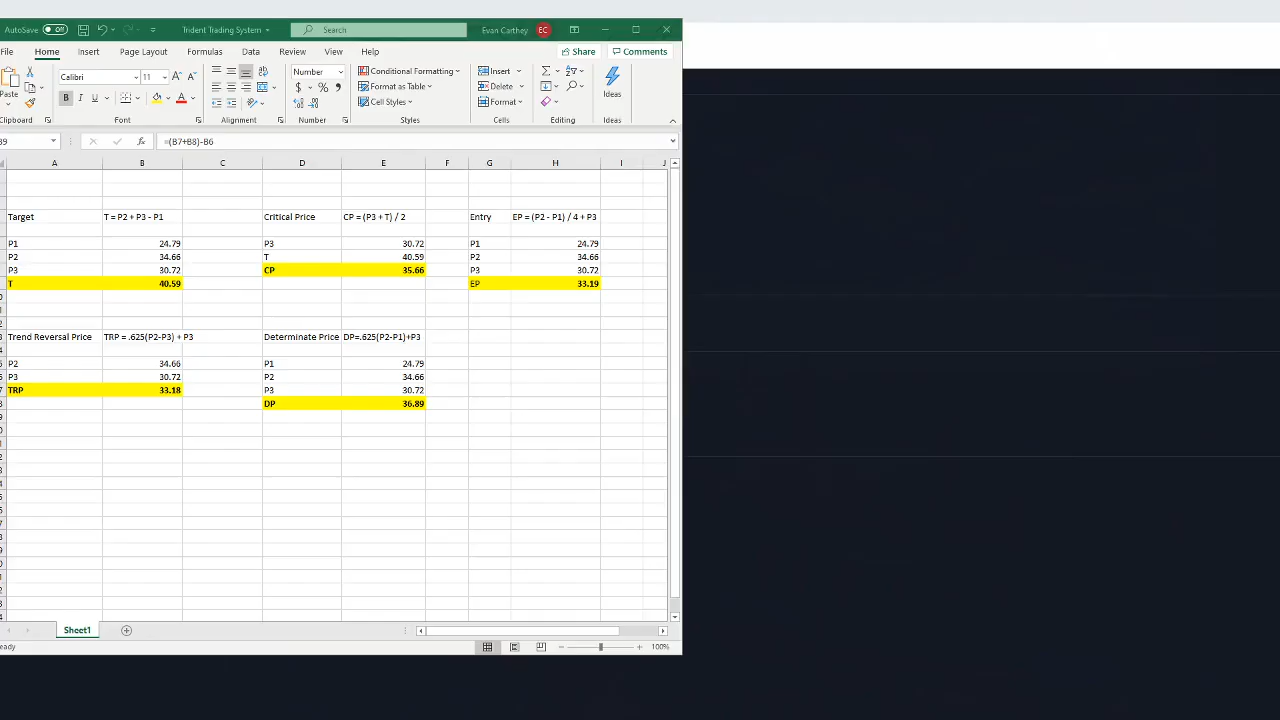 AutoSave Off Trident Trading System Search Evan Carthey EC
File Home Insert Page Layout Formulas Data Review View Help Share Comments
Paste Calibri 11 A A ab Number Conditional Formatting Insert Σ Ideas
B I U A $ % Format as Table Delete
Cell Styles Format
Clipboard Font Alignment Number Styles Cells Editing Ideas
B9 fx =(B7+B8)-B6
A B C D E F G H I J
Target T = P2 + P3 - P1 Critical Price CP = (P3 + T) / 2 Entry EP = (P2 - P1) / 4 + P3
P1 24.79 P3 30.72 P1 24.79
P2 34.66 T 40.59 P2 34.66
P3 30.72 CP 35.66 P3 30.72
T 40.59 EP 33.19
Trend Reversal Price TRP = .625(P2-P3) + P3 Determinate Price DP=.625(P2-P1)+P3
P2 34.66 P1 24.79
P3 30.72 P2 34.66
TRP 33.18 P3 30.72
DP 36.89
Sheet1
Ready 100%